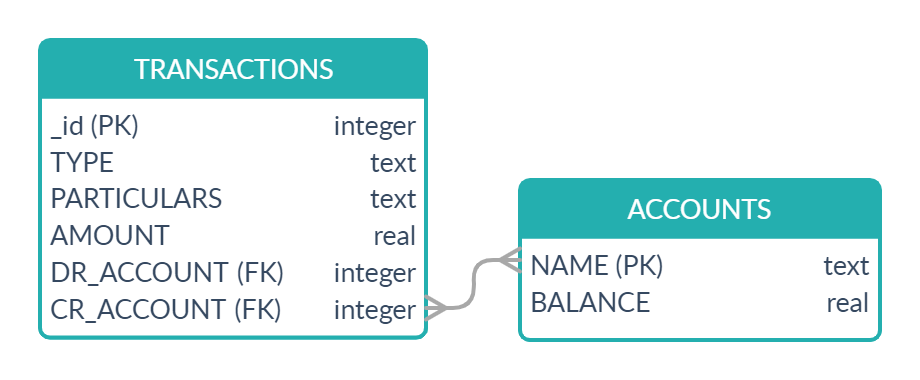 TRANSACTIONS
_id (PK) integer
TYPE text
PARTICULARS text
AMOUNT real
DR_ACCOUNT (FK) integer
CR_ACCOUNT (FK) integer
ACCOUNTS
NAME (PK) text
BALANCE real